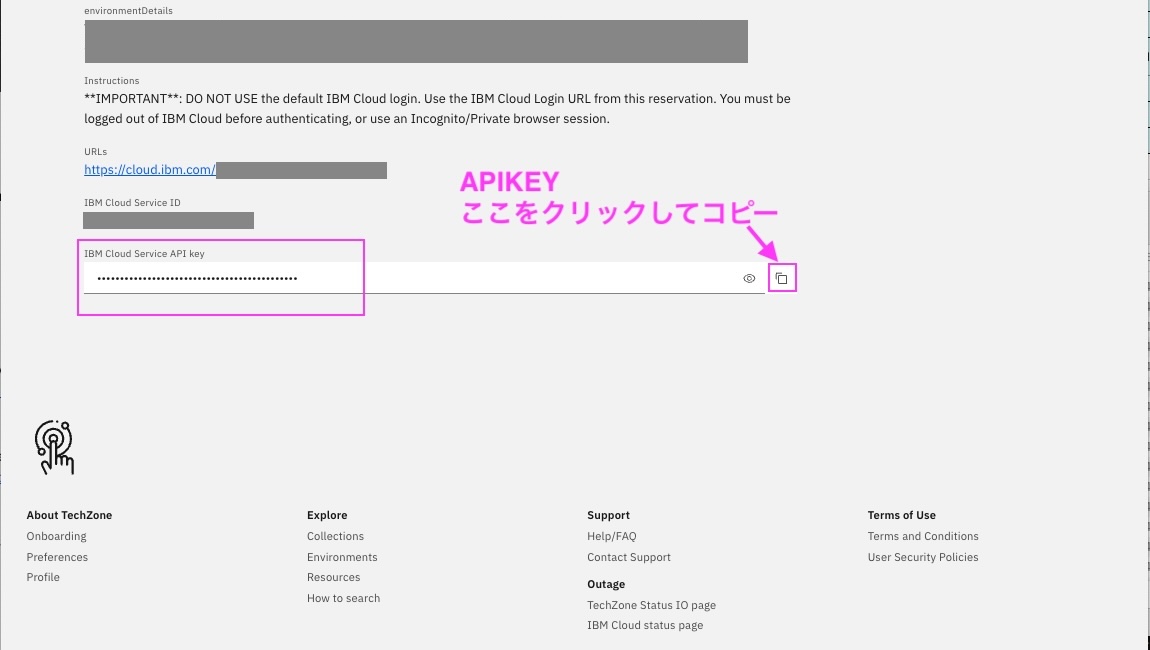 environmentDetails
Instructions
**IMPORTANT**: DO NOT USE the default IBM Cloud login. Use the IBM Cloud Login URL from this reservation. You must be
logged out of IBM Cloud before authenticating, or use an Incognito/Private browser session.
URLs
https://cloud.ibm.com/
APIKEY
ここをクリックしてコピー
IBM Cloud Service ID
IBM Cloud Service API key
••••••••••••••••••••••••••••••••••••••••••••
About TechZone
Onboarding
Preferences
Profile
Explore
Collections
Environments
Resources
How to search
Support
Help/FAQ
Contact Support
Outage
TechZone Status IO page
IBM Cloud status page
Terms of Use
Terms and Conditions
User Security Policies